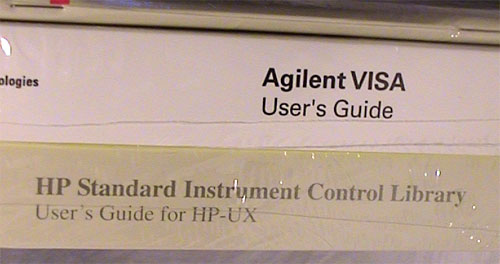 ologies
Agilent VISA
User's Guide
HP Standard Instrument Control Library
User's Guide for HP-UX